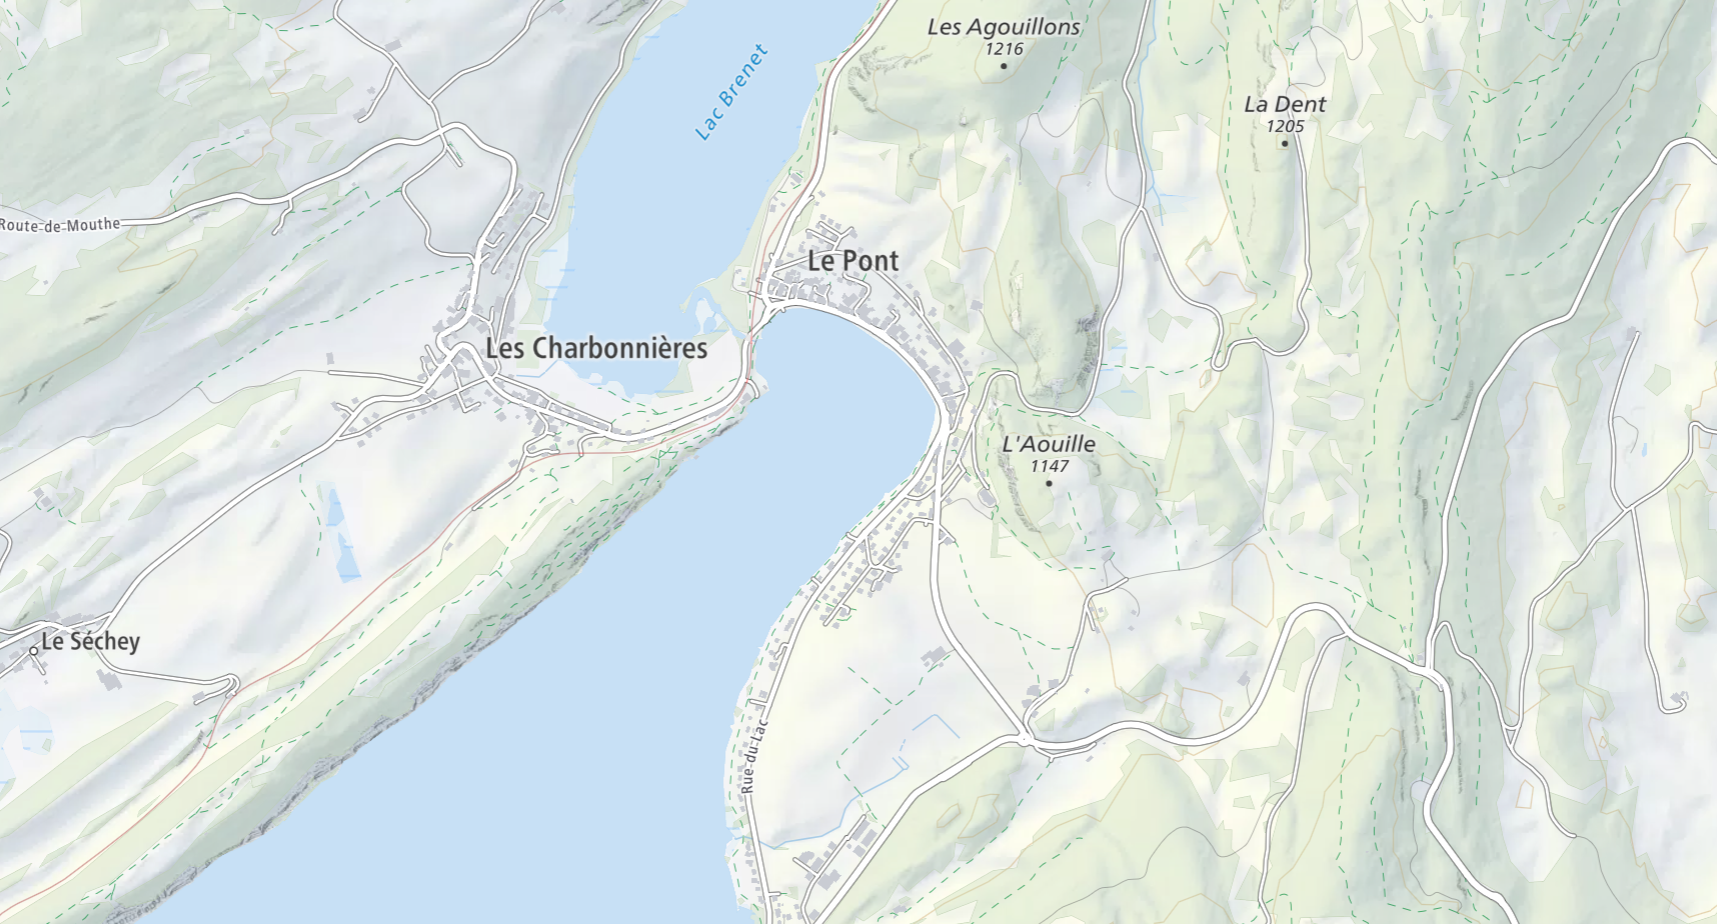 Les Agouillons
1216
Lac Brenet
La Dent
1205
Route-de-Mouthe
Le Pont
Les Charbonnières
L'Aouille
1147
Le Séchey
Rue-du-Lac